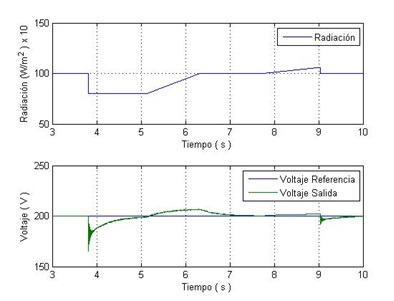 150
100
50
Radiación (W/m²) x 10
Radiación
3 4 5 6 7 8 9 10
Tiempo ( s )
250
200
150
Voltaje ( V )
Voltaje Referencia
Voltaje Salida
3 4 5 6 7 8 9 10
Tiempo ( s )